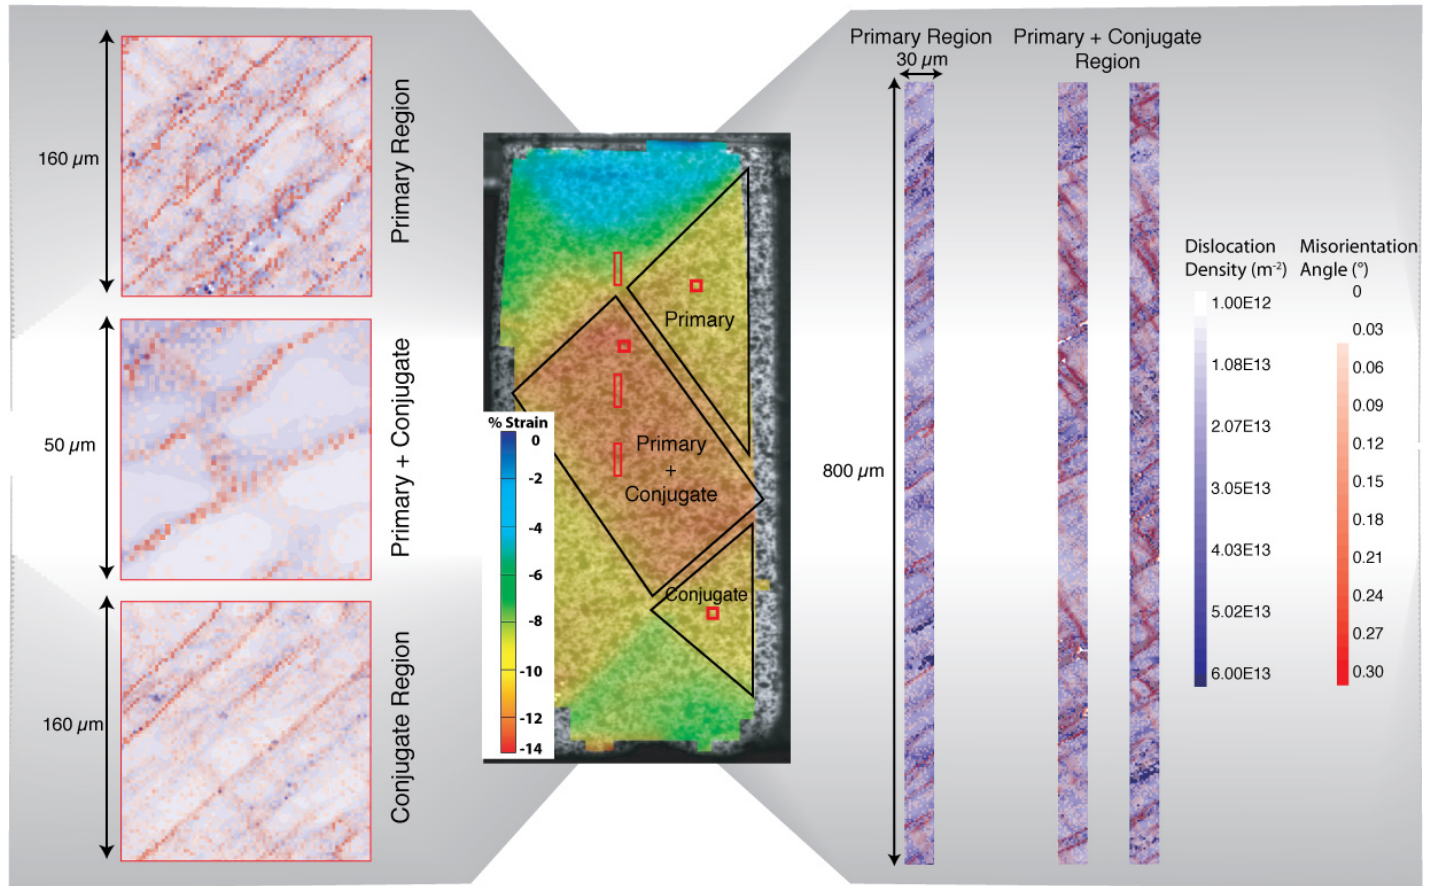 160 µm
Primary Region
50 µm
Primary + Conjugate
160 µm
Conjugate Region
Primary
Primary
+
Conjugate
Conjugate
% Strain
0
-2
-4
-6
-8
-10
-12
-14
Primary Region
30 µm
Primary + Conjugate
Region
800 µm
Dislocation
Density (m⁻²)
1.00E12
1.08E13
2.07E13
3.05E13
4.03E13
5.02E13
6.00E13
Misorientation
Angle (°)
0
0.03
0.06
0.09
0.12
0.15
0.18
0.21
0.24
0.27
0.30